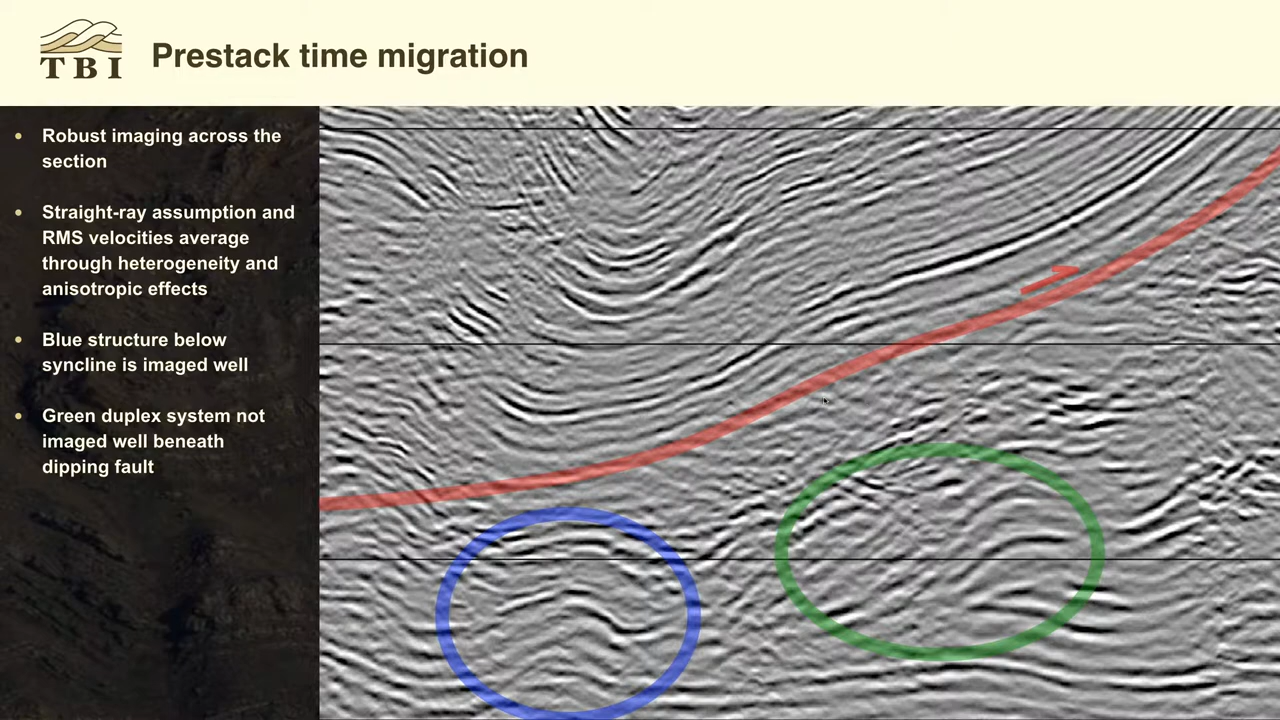 TBI
Prestack time migration
• Robust imaging across the
section
• Straight-ray assumption and
RMS velocities average
through heterogeneity and
anisotropic effects
• Blue structure below
syncline is imaged well
• Green duplex system not
imaged well beneath
dipping fault